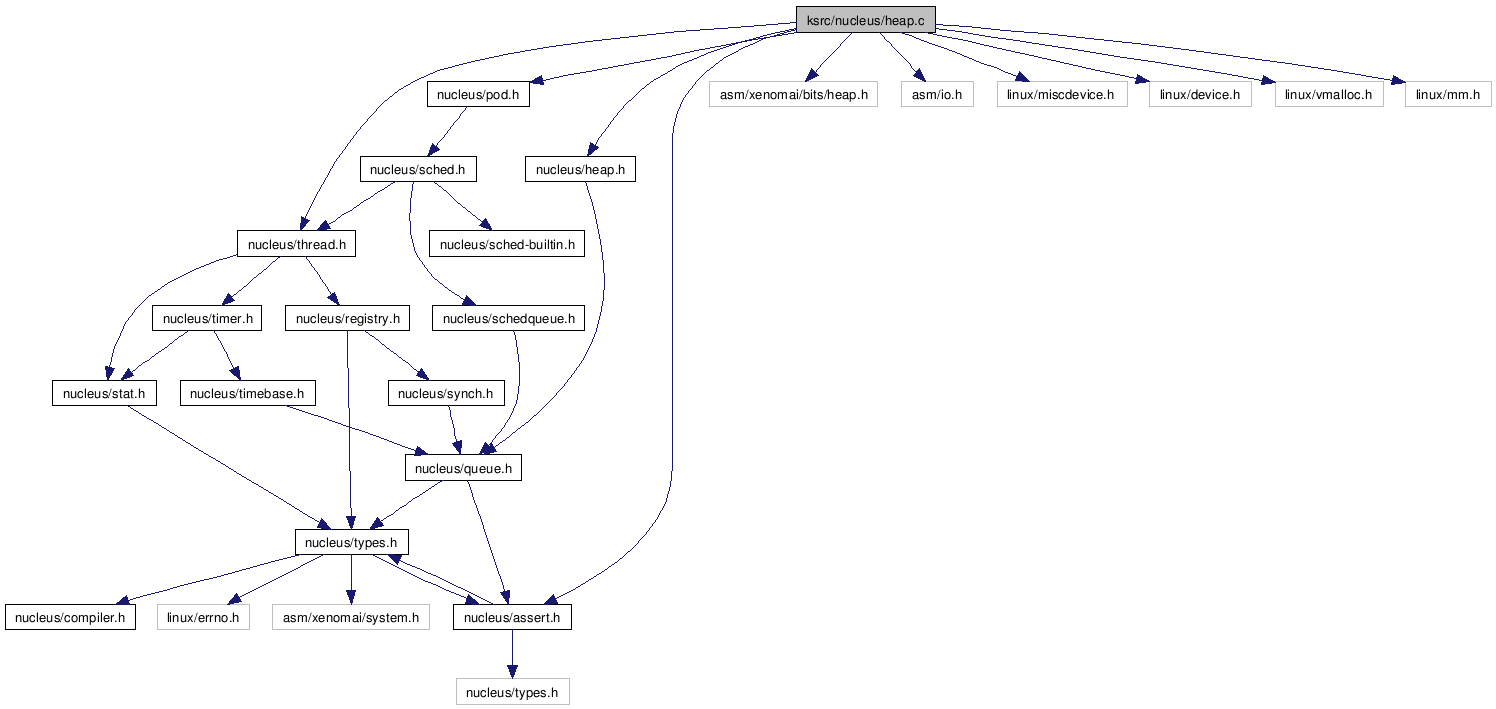 ksrc/nucleus/heap.c
nucleus/pod.h
asm/xenomai/bits/heap.h
asm/io.h
linux/miscdevice.h
linux/device.h
linux/vmalloc.h
linux/mm.h
nucleus/sched.h
nucleus/heap.h
nucleus/thread.h
nucleus/sched-builtin.h
nucleus/timer.h
nucleus/registry.h
nucleus/schedqueue.h
nucleus/stat.h
nucleus/timebase.h
nucleus/synch.h
nucleus/queue.h
nucleus/types.h
nucleus/compiler.h
linux/errno.h
asm/xenomai/system.h
nucleus/assert.h
nucleus/types.h